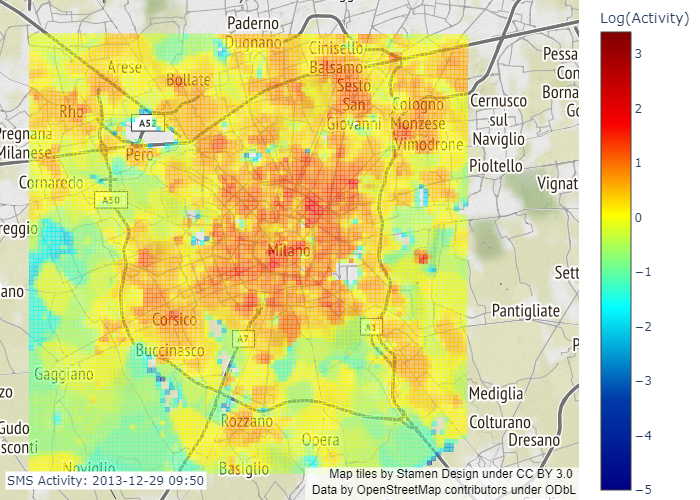 Log(Activity)
Paderno
Dugnano
Cinisello
Balsamo
Arese
Bollate
Sesto
San
Giovanni
Pessa
Con
Borna
Go
Rho
Cologno
Monzese
Vimodrone
Cernusco
sul
Naviglio
A52
Pregnana
Milanese
Pero
Pioltello
Cornaredo
Vignat
A50
reggio
Milano
Sett
ano
Pantigliate
Corsico
A7
A1
P
Buccinasco
Gaggiano
zo
Mediglia
Rozzano
Colturano
Gudo
sconti
Opera
Dresano
Noviglio
Basiglio
SMS Activity: 2013-12-29 09:50
Map tiles by Stamen Design under CC BY 3.0
Data by OpenStreetMap contributors under ODbL
3
2
1
0
−1
−2
−3
−4
−5